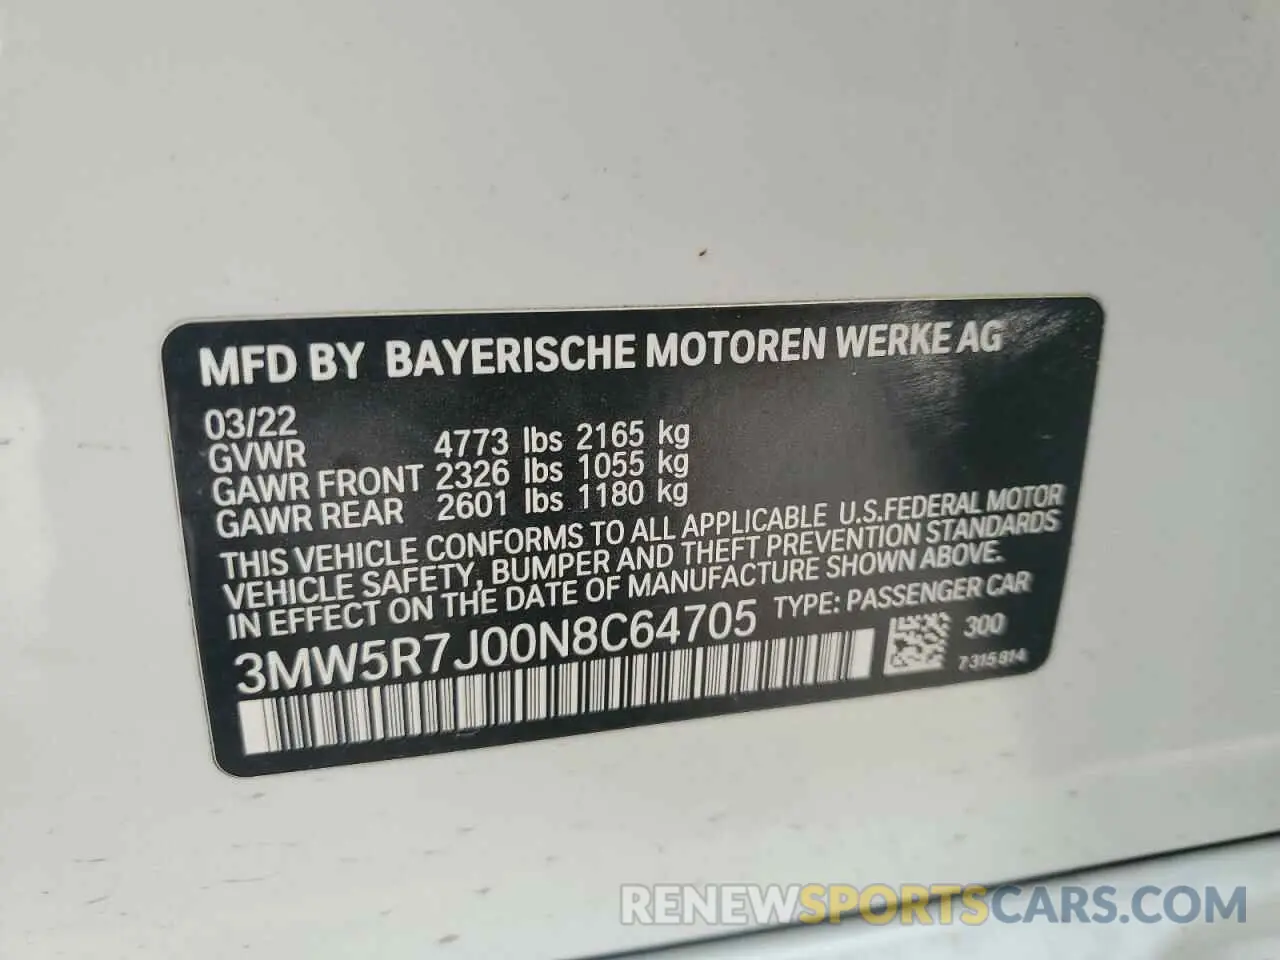 MFD BY BAYERISCHE MOTOREN WERKE AG
03/22
GVWR 4773 lbs 2165 kg
GAWR FRONT 2326 lbs 1055 kg
GAWR REAR 2601 lbs 1180 kg
THIS VEHICLE CONFORMS TO ALL APPLICABLE U.S.FEDERAL MOTOR
VEHICLE SAFETY, BUMPER AND THEFT PREVENTION STANDARDS
IN EFFECT ON THE DATE OF MANUFACTURE SHOWN ABOVE.
3MW5R7J00N8C64705 TYPE: PASSENGER CAR
300
7315814
RENEWSPORTSCARS.COM